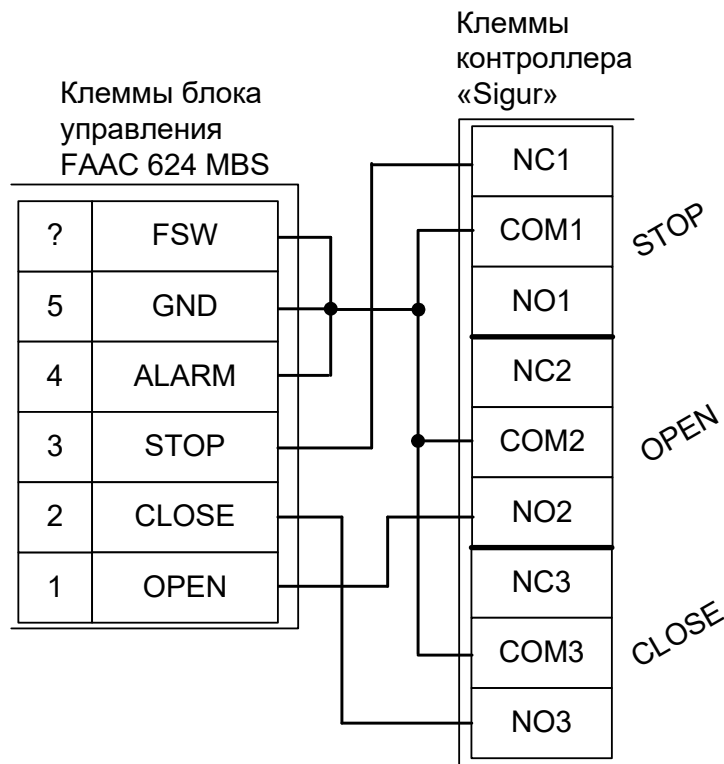 Клеммы
контроллера
«Sigur»
Клеммы блока
управления
FAAC 624 MBS
? FSW
5 GND
4 ALARM
3 STOP
2 CLOSE
1 OPEN
NC1
COM1
NO1
STOP
NC2
COM2
NO2
OPEN
NC3
COM3
NO3
CLOSE